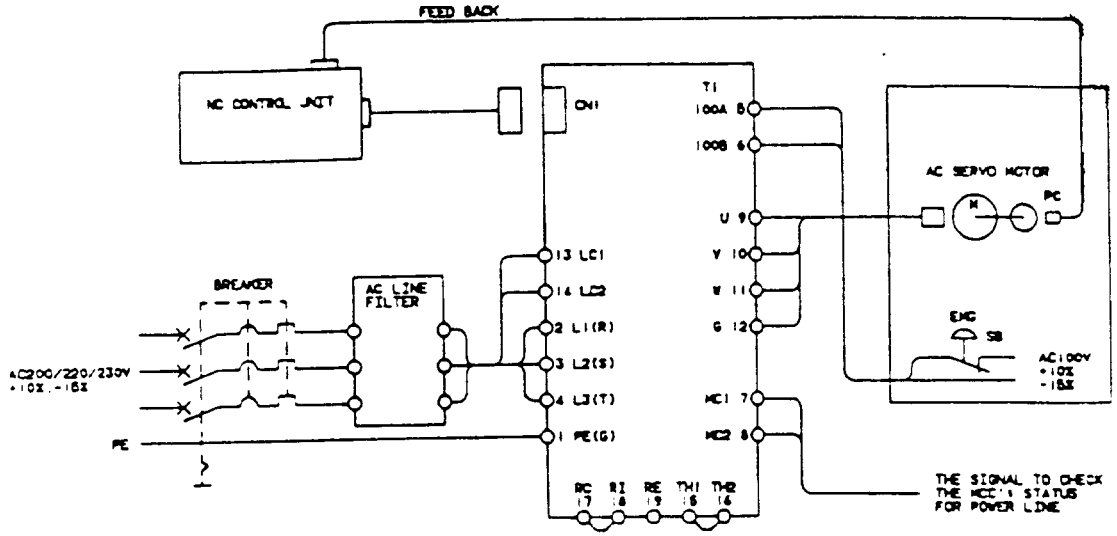 FEED BACK
NC CONTROL UNIT
CN1
T1
100A 5
100B 6
AC SERVO MOTOR
M
PC
U 9
V 10
W 11
G 12
13 LC1
14 LC2
2 L1(R)
3 L2(S)
4 L3(T)
1 PE(G)
BREAKER
AC LINE
FILTER
AC200/220/230V
+10%.-15%
PE
EMG
SB
AC100V
+10%
-15%
MC1 7
MC2 8
RC RI RE TH1 TH2
17 18 19 15 16
THE SIGNAL TO CHECK
THE MCC'S STATUS
FOR POWER LINE